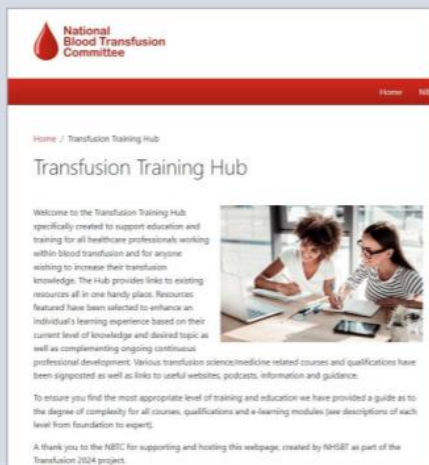 National
Blood Transfusion
Committee
Home
Home / Transfusion Training Hub
Transfusion Training Hub
Welcome to the Transfusion Training Hub
specifically created to support education and
training for all healthcare professionals working
within blood transfusion and for anyone
wishing to increase their transfusion
knowledge. The Hub provides links to existing
resources all in one handy place. Resources
featured have been selected to enhance an
individual's learning experience based on their
current level of knowledge and desired topic as
well as complementing ongoing continuous
professional development. Various transfusion science/medicine related courses and qualifications have
been signposted as well as links to useful websites, podcasts, information and guidance.
To ensure you find the most appropriate level of training and education we have provided a guide as to
the degree of complexity for all courses, qualifications and e-learning modules (see descriptions of each
level from foundation to expert).
A thank you to the NBTC for supporting and hosting this webpage, created by NHSBT as part of the
Transfusion 2024 project.